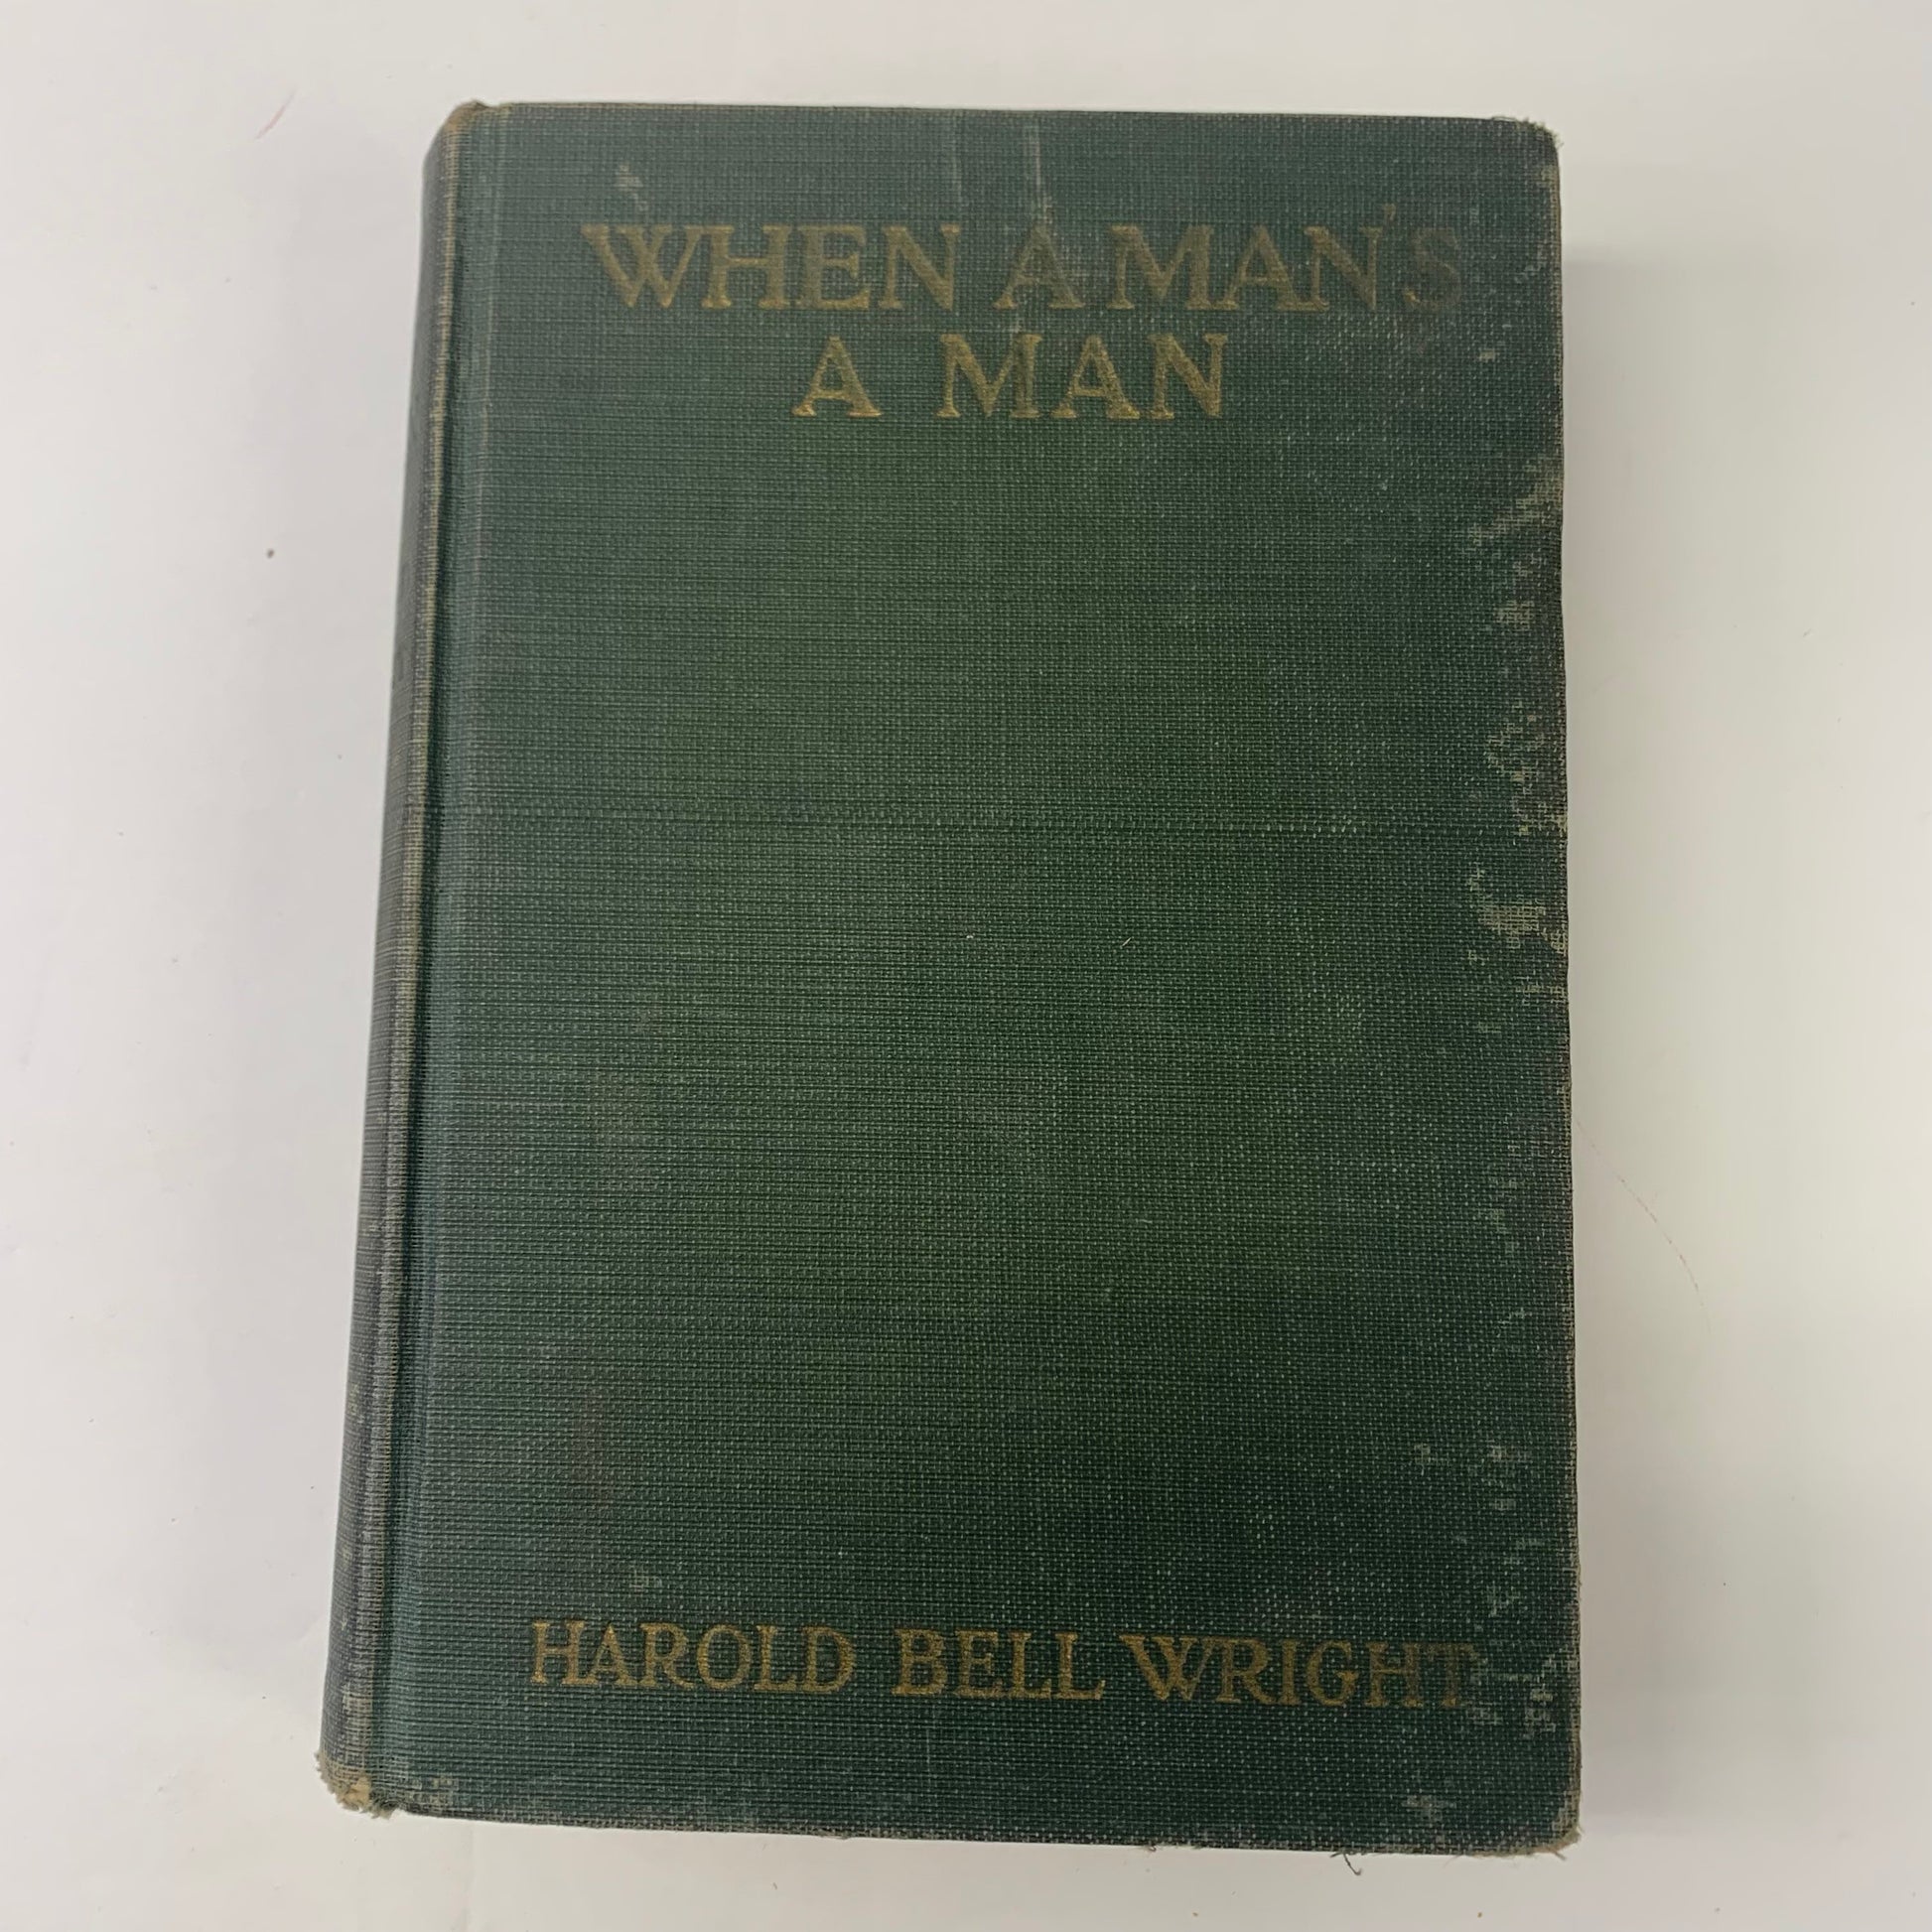 WHEN A MAN'S
A MAN
HAROLD BELL WRIGHT